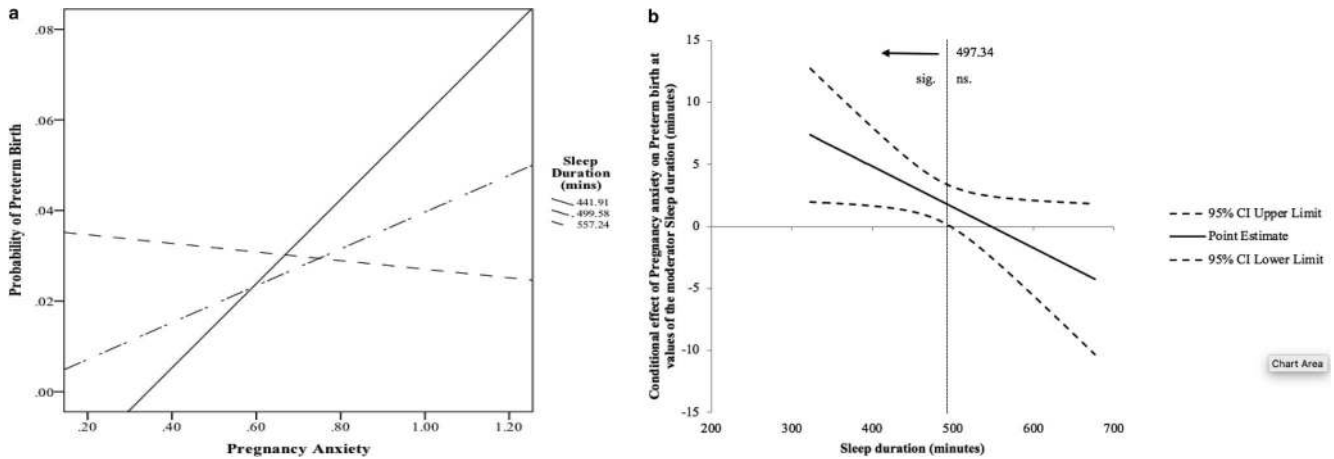 a
.08
.06
.04
.02
.00
Probability of Preterm Birth
.20 .40 .60 .80 1.00 1.20
Pregnancy Anxiety
Sleep
Duration
(mins)
441.91
499.58
557.24
b
Conditional effect of Pregnancy anxiety on Preterm birth at
values of the moderator Sleep duration (minutes)
15
10
5
0
-5
-10
-15
497.34
sig. ns.
200 300 400 500 600 700
Sleep duration (minutes)
95% CI Upper Limit
Point Estimate
95% CI Lower Limit
Chart Area